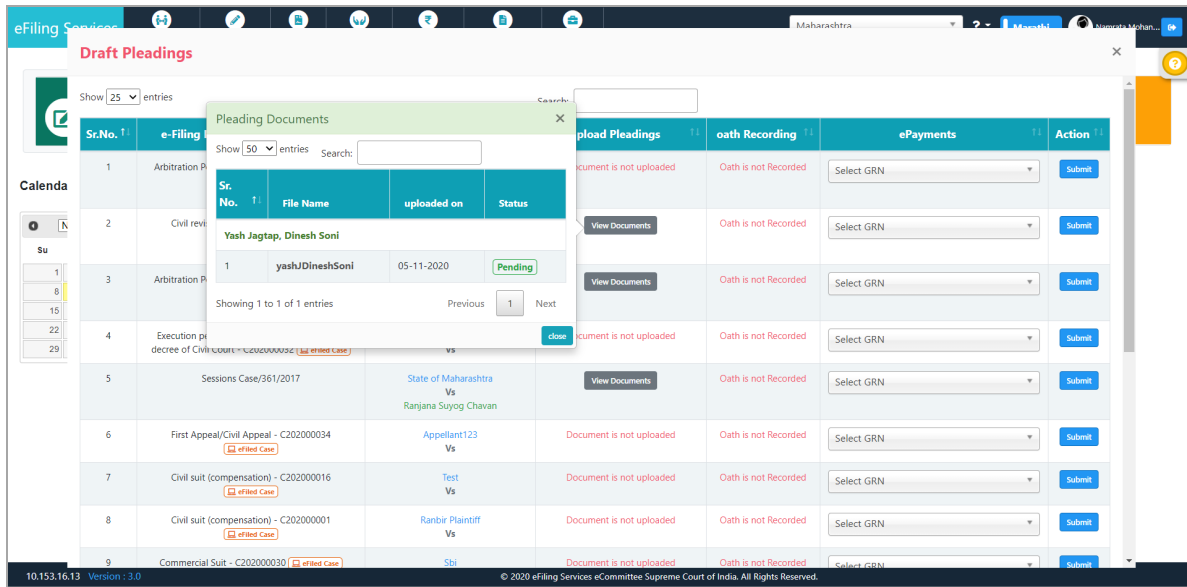 eFiling Services
Maharashtra
?
Marathi
Namrata Mohan...
Draft Pleadings
×
Show 25 entries
Search:
Sr.No. e-Filing pload Pleadings oath Recording ePayments Action
Pleading Documents ×
Show 50 entries Search:
Sr. No. File Name uploaded on Status
Yash Jagtap, Dinesh Soni
1 yashJDineshSoni 05-11-2020 Pending
Showing 1 to 1 of 1 entries Previous 1 Next
close
1 Arbitration P ocument is not uploaded Oath is not Recorded Select GRN Submit
2 Civil revi View Documents Oath is not Recorded Select GRN Submit
3 Arbitration P View Documents Oath is not Recorded Select GRN Submit
4 Execution pe ocument is not uploaded Oath is not Recorded Select GRN Submit
decree of Civil Court - C202000032 eFiled Case Vs
5 Sessions Case/361/2017 State of Maharashtra View Documents Oath is not Recorded Select GRN Submit
Vs
Ranjana Suyog Chavan
6 First Appeal/Civil Appeal - C202000034 Appellant123 Document is not uploaded Oath is not Recorded Select GRN Submit
eFiled Case Vs
7 Civil suit (compensation) - C202000016 Test Document is not uploaded Oath is not Recorded Select GRN Submit
eFiled Case Vs
8 Civil suit (compensation) - C202000001 Ranbir Plaintiff Document is not uploaded Oath is not Recorded Select GRN Submit
eFiled Case Vs
9 Commercial Suit - C202000030 eFiled Case Sbi Document is not uploaded Oath is not Recorded Select GRN Submit
Calenda
N
Su
1
8
15
22
29
10.153.16.13 Version : 3.0 © 2020 eFiling Services eCommittee Supreme Court of India. All Rights Reserved.